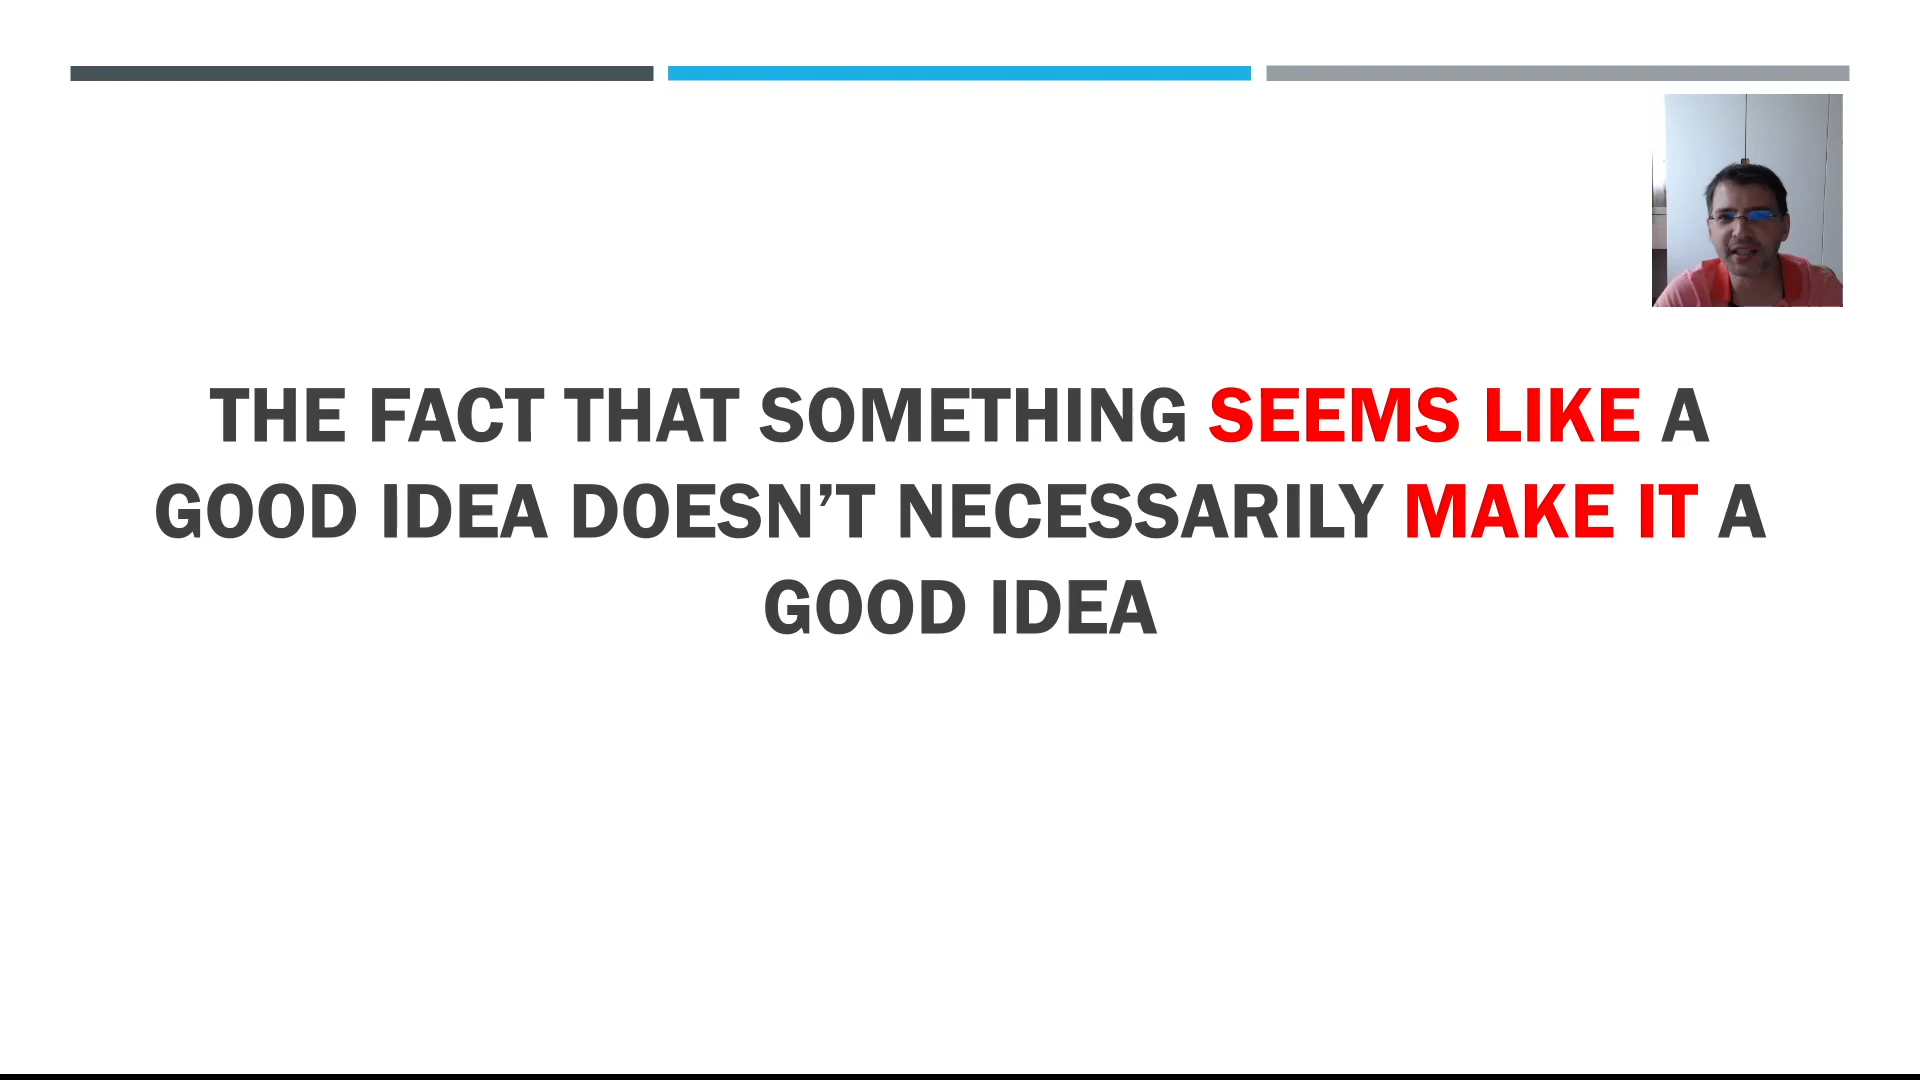 THE FACT THAT SOMETHING SEEMS LIKE A
GOOD IDEA DOESN’T NECESSARILY MAKE IT A
GOOD IDEA